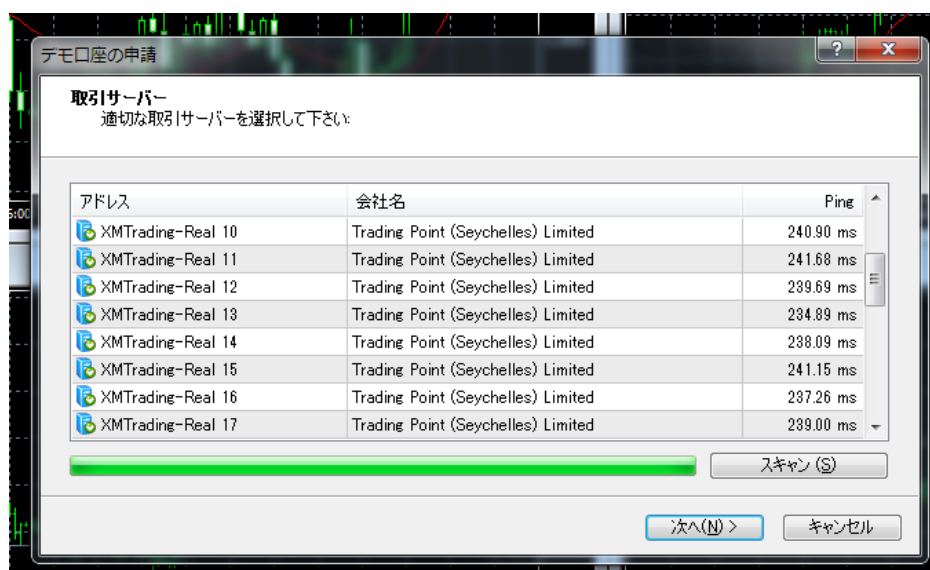 デモ口座の申請
取引サーバー
適切な取引サーバーを選択して下さい:
アドレス 会社名 Ping
XMTrading-Real 10 Trading Point (Seychelles) Limited 240.90 ms
XMTrading-Real 11 Trading Point (Seychelles) Limited 241.68 ms
XMTrading-Real 12 Trading Point (Seychelles) Limited 239.69 ms
XMTrading-Real 13 Trading Point (Seychelles) Limited 234.89 ms
XMTrading-Real 14 Trading Point (Seychelles) Limited 238.09 ms
XMTrading-Real 15 Trading Point (Seychelles) Limited 241.15 ms
XMTrading-Real 16 Trading Point (Seychelles) Limited 237.26 ms
XMTrading-Real 17 Trading Point (Seychelles) Limited 239.00 ms
スキャン (S)
次へ(N) > キャンセル